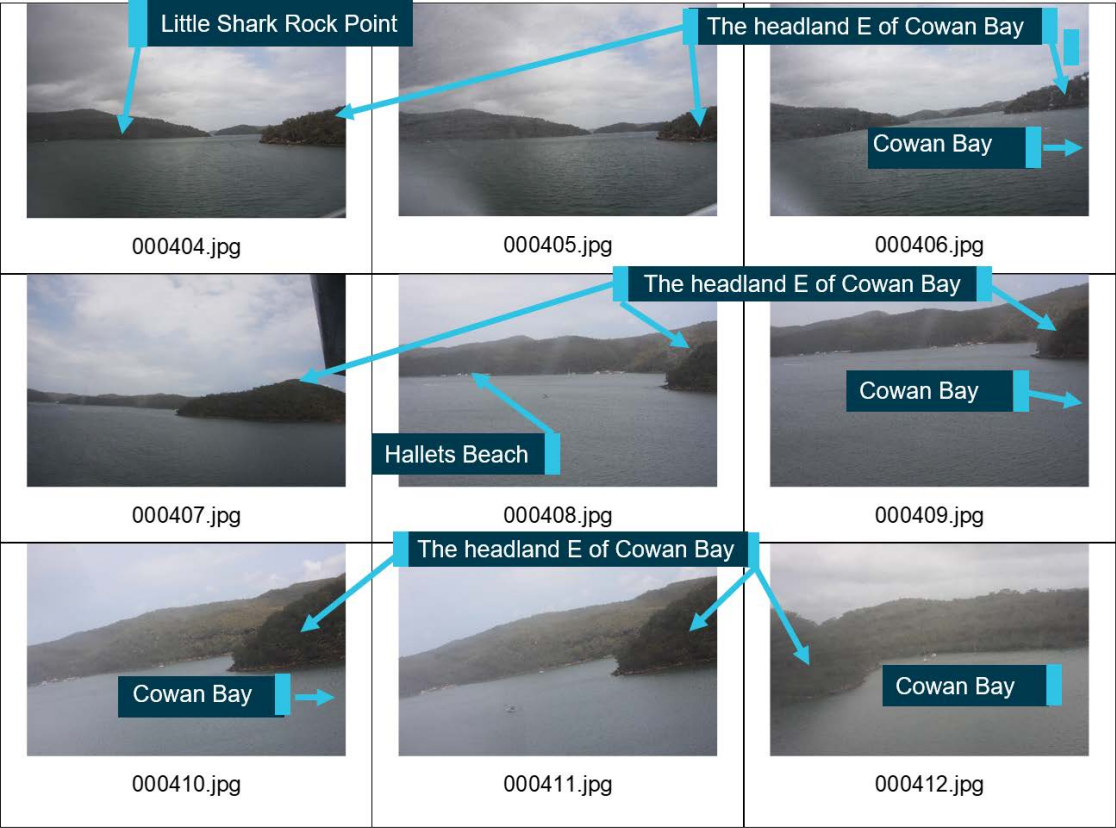 Little Shark Rock Point
The headland E of Cowan Bay
Cowan Bay
000404.jpg
000405.jpg
000406.jpg
The headland E of Cowan Bay
Cowan Bay
Hallets Beach
000407.jpg
000408.jpg
000409.jpg
The headland E of Cowan Bay
Cowan Bay
Cowan Bay
000410.jpg
000411.jpg
000412.jpg